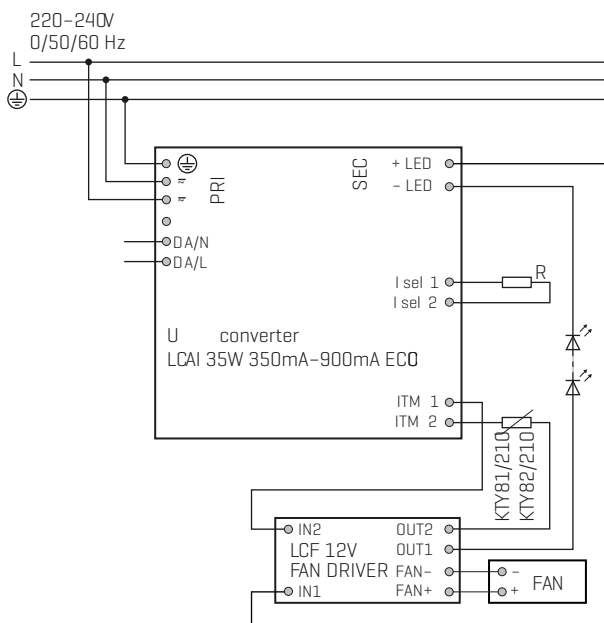 220-240V
0/50/60 Hz
L
N
PRI
SEC
+ LED
- LED
DA/N
DA/L
I sel 1
R
I sel 2
U converter
LCAI 35W 350mA-900mA ECO
ITM 1
ITM 2
KTY81/210
KTY82/210
IN2
OUT2
LCF 12V
OUT1
FAN DRIVER
FAN-
-
FAN
IN1
FAN+
+